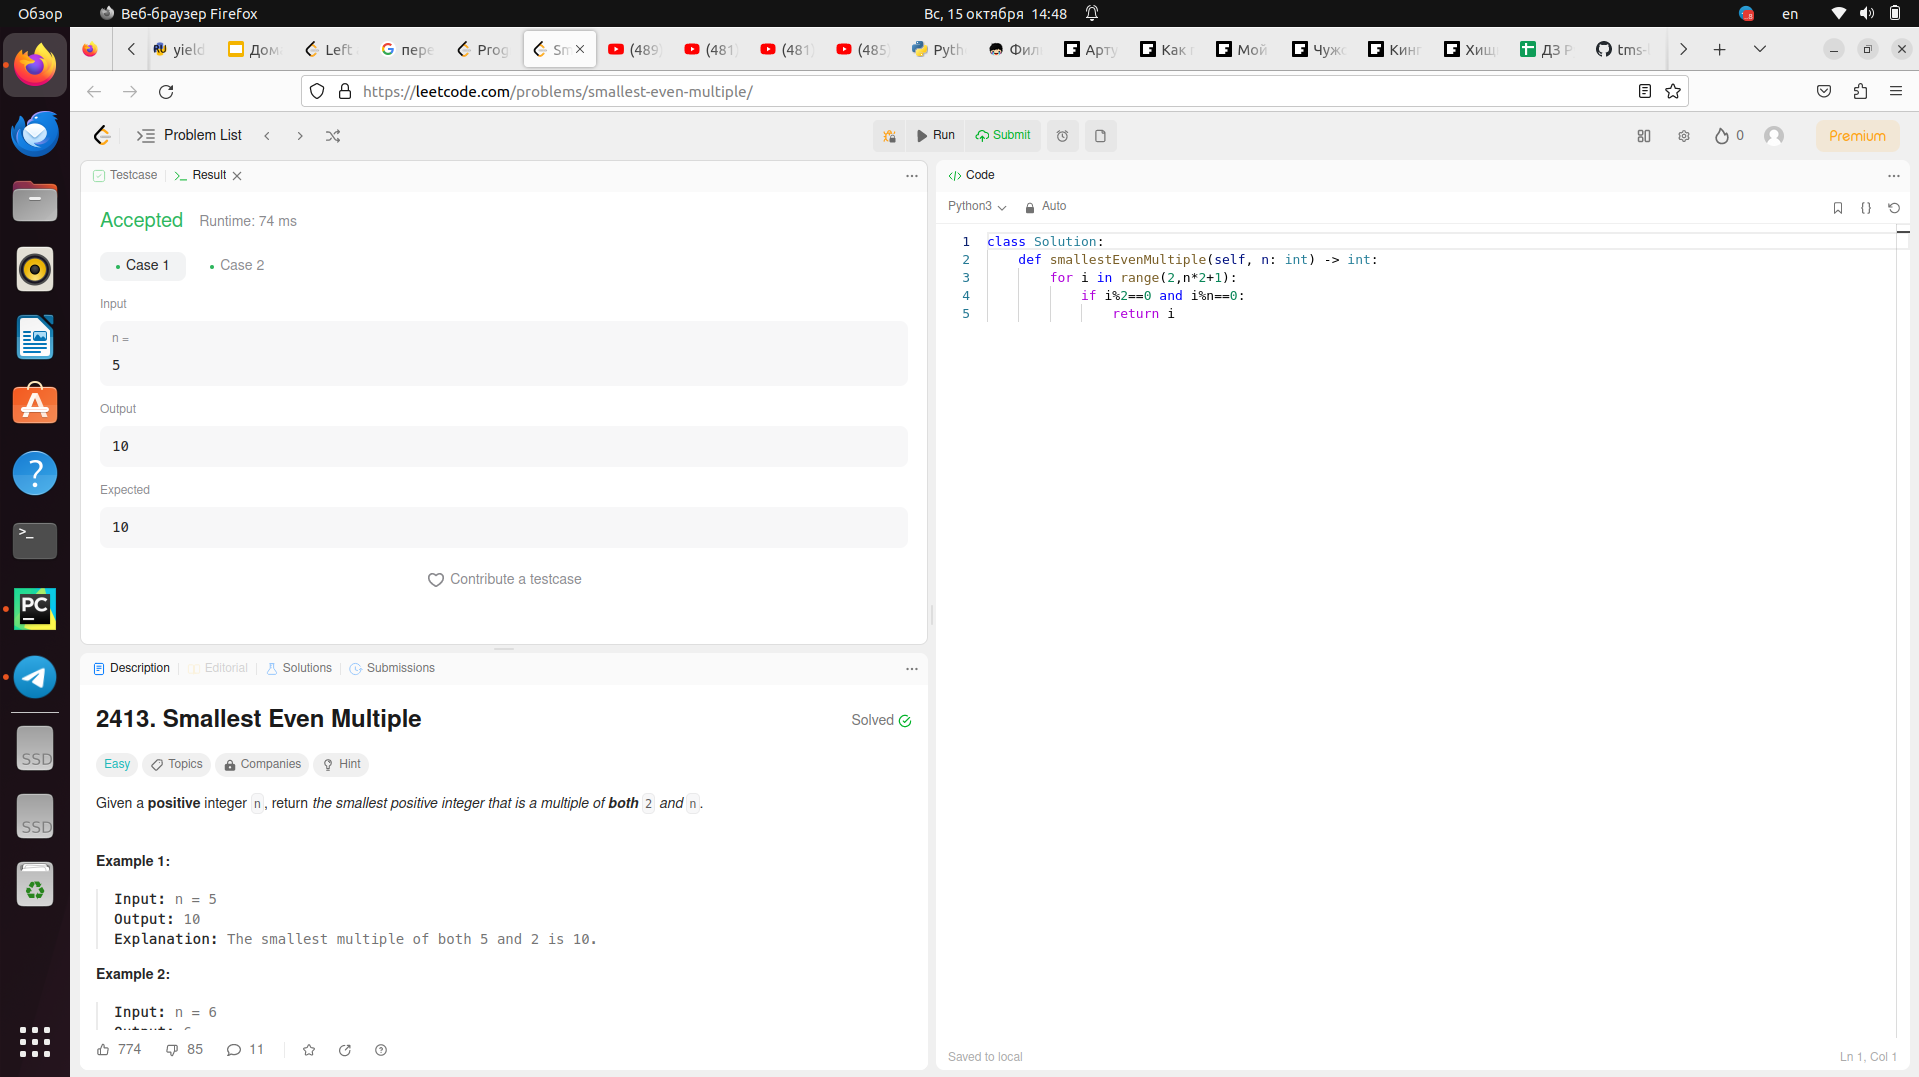 Обзор
Веб-браузер Firefox
Вс, 15 октября 14:48
en
yield
Дом
Left
пере
Prog
Sm
(489)
(481)
(481)
(485)
Pyth
Фил
Арту
Как
Мой
Чужо
Кинг
Хищ
ДЗ Р
tms-
https://leetcode.com/problems/smallest-even-multiple/
Problem List
Run
Submit
0
Premium
Testcase
Result
Accepted
Runtime: 74 ms
Case 1
Case 2
Input
n =
5
Output
10
Expected
10
Contribute a testcase
Description
Editorial
Solutions
Submissions
2413. Smallest Even Multiple
Solved
Easy
Topics
Companies
Hint
Given a positive integer n, return the smallest positive integer that is a multiple of both 2 and n.
Example 1:
Input: n = 5
Output: 10
Explanation: The smallest multiple of both 5 and 2 is 10.
Example 2:
Input: n = 6
Output: 6
774
85
11
Code
Python3
Auto
1 class Solution:
2 def smallestEvenMultiple(self, n: int) -> int:
3 for i in range(2,n*2+1):
4 if i%2==0 and i%n==0:
5 return i
Saved to local
Ln 1, Col 1
PC
SSD
SSD